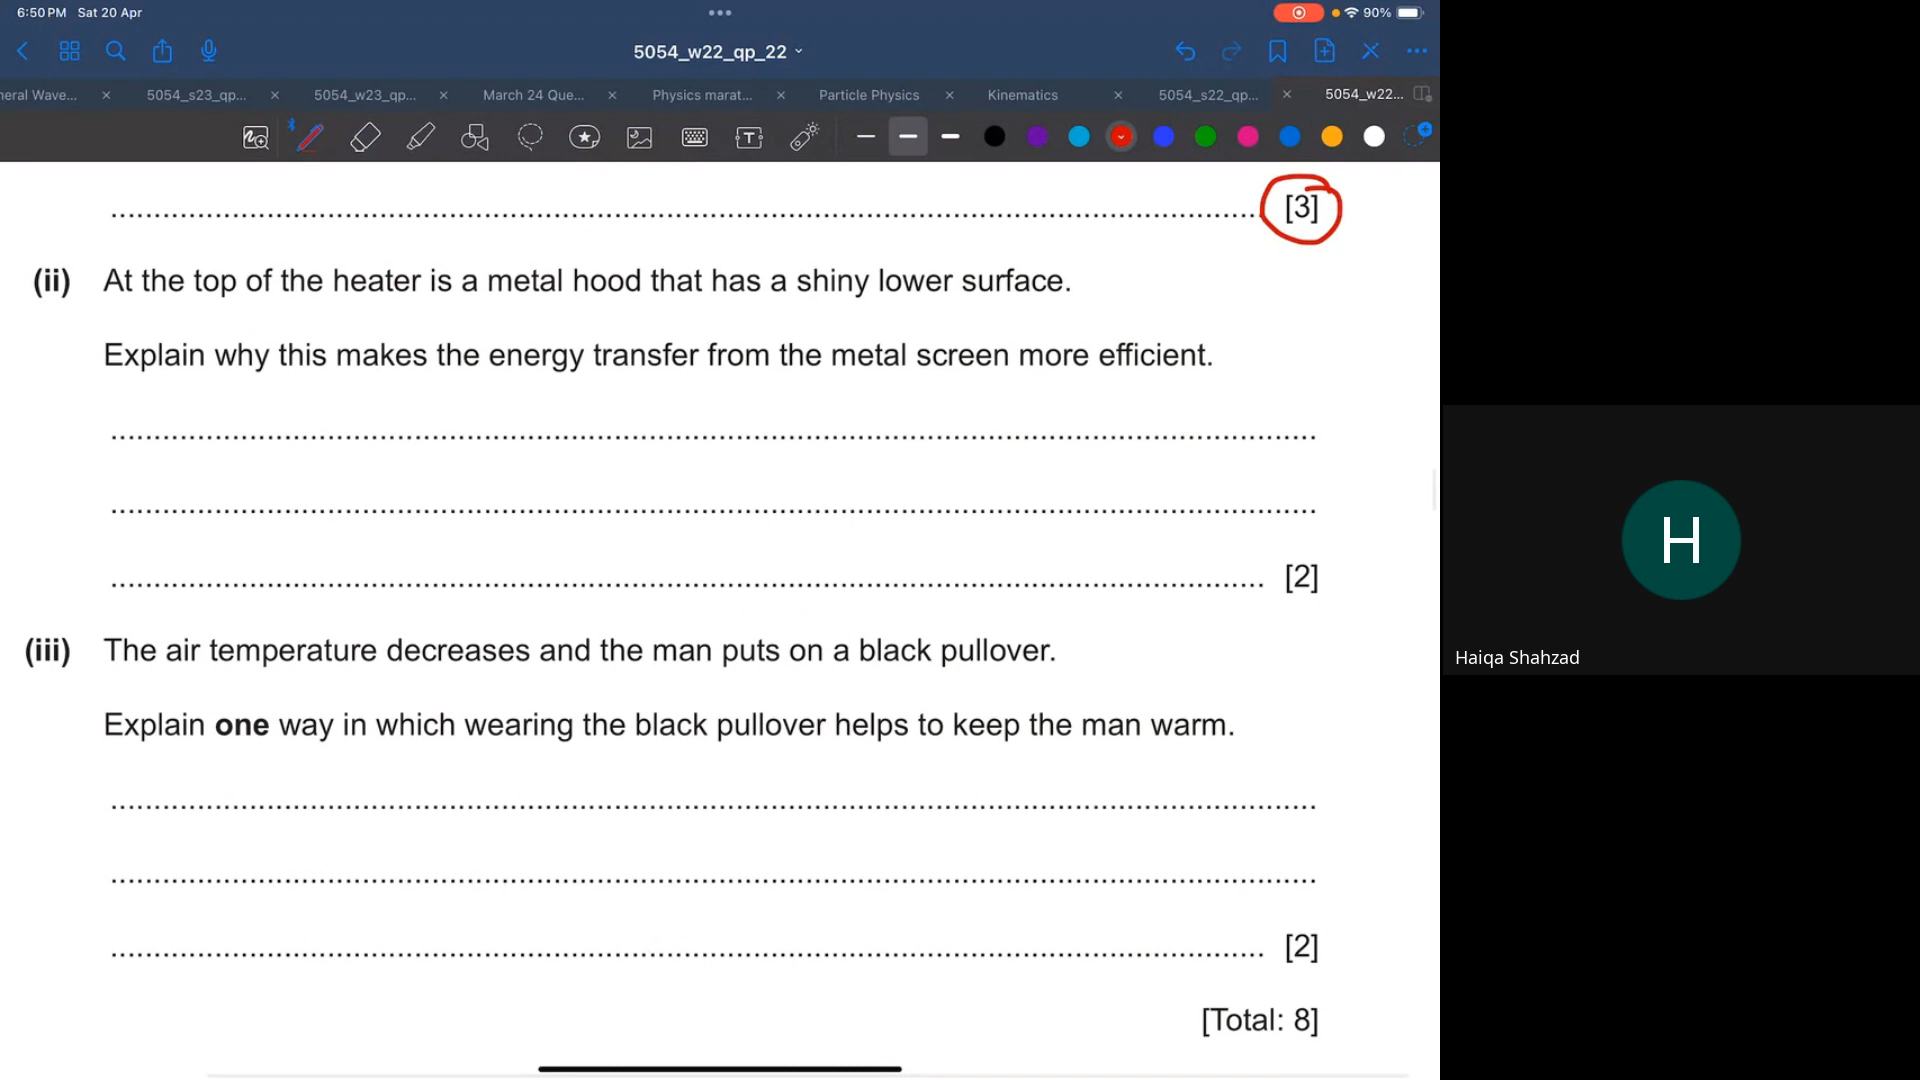 6:50 PM Sat 20 Apr
90%
5054_w22_qp_22
neral Wave...
5054_s23_qp...
5054_w23_qp...
March 24 Que...
Physics marat...
Particle Physics
Kinematics
5054_s22_qp...
5054_w22...
[3]
(ii) At the top of the heater is a metal hood that has a shiny lower surface.
Explain why this makes the energy transfer from the metal screen more efficient.
[2]
(iii) The air temperature decreases and the man puts on a black pullover.
Explain one way in which wearing the black pullover helps to keep the man warm.
[2]
[Total: 8]
H
Haiqa Shahzad